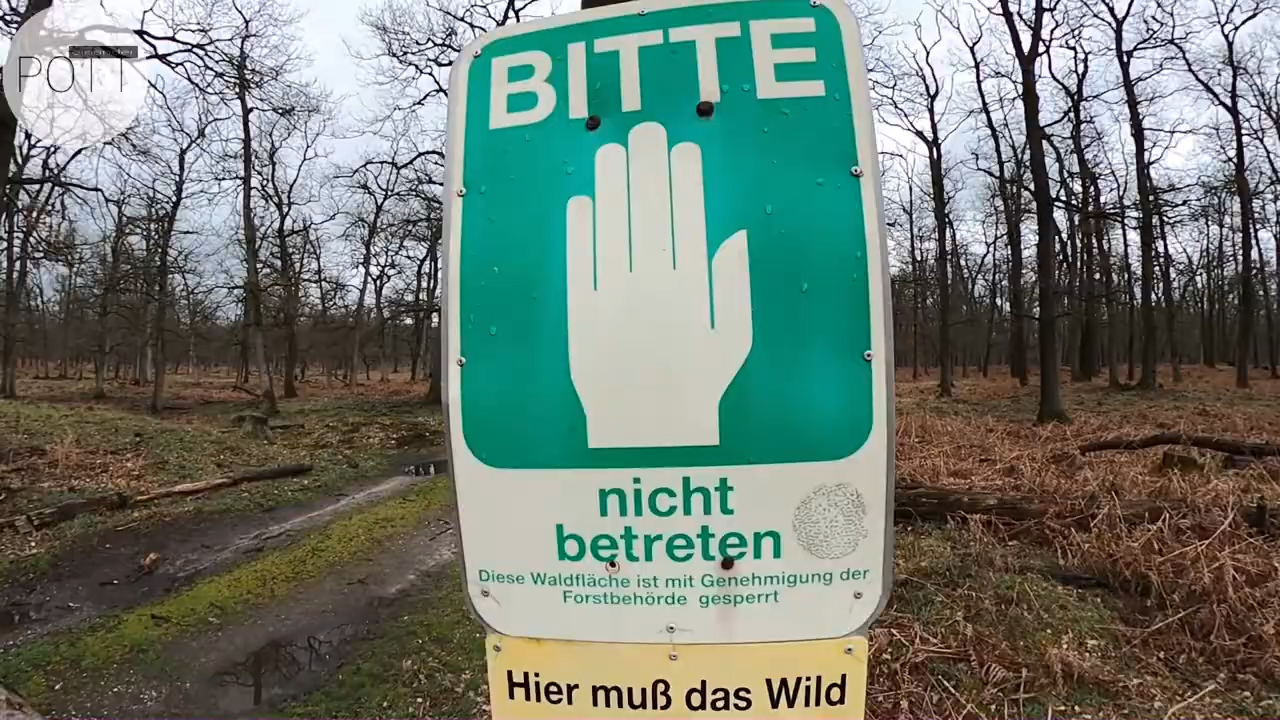 POTT
BITTE
nicht
betreten
Diese Waldfläche ist mit Genehmigung der
Forstbehörde gesperrt
Hier muß das Wild